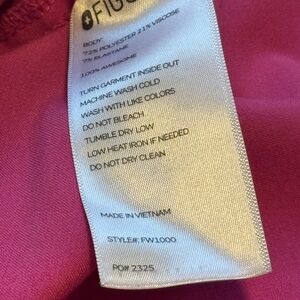 FIGS
BODY
72% POLYESTER 21% VISCOSE
7% ELASTANE
100% AWESOME
TURN GARMENT INSIDE OUT
MACHINE WASH COLD
WASH WITH LIKE COLORS
DO NOT BLEACH
TUMBLE DRY LOW
LOW HEAT IRON IF NEEDED
DO NOT DRY CLEAN
MADE IN VIETNAM
STYLE#: FW1000
PO# 2325